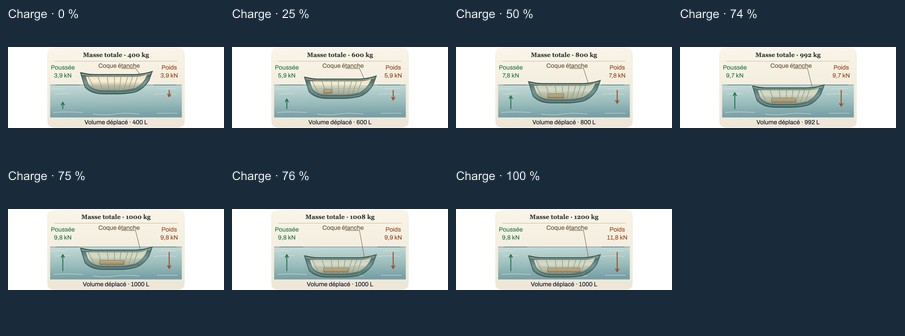 Charge · 0 %
Masse totale · 400 kg
Poussée
3,9 kN
Coque étanche
Poids
3,9 kN
Volume déplacé · 400 L
Charge · 25 %
Masse totale · 600 kg
Poussée
5,9 kN
Coque étanche
Poids
5,9 kN
Volume déplacé · 600 L
Charge · 50 %
Masse totale · 800 kg
Poussée
7,8 kN
Coque étanche
Poids
7,8 kN
Volume déplacé · 800 L
Charge · 74 %
Masse totale · 992 kg
Poussée
9,7 kN
Coque étanche
Poids
9,7 kN
Volume déplacé · 992 L
Charge · 75 %
Masse totale · 1000 kg
Poussée
9,8 kN
Coque étanche
Poids
9,8 kN
Volume déplacé · 1000 L
Charge · 76 %
Masse totale · 1008 kg
Poussée
9,8 kN
Coque étanche
Poids
9,9 kN
Volume déplacé · 1000 L
Charge · 100 %
Masse totale · 1200 kg
Poussée
9,8 kN
Coque étanche
Poids
11,8 kN
Volume déplacé · 1000 L